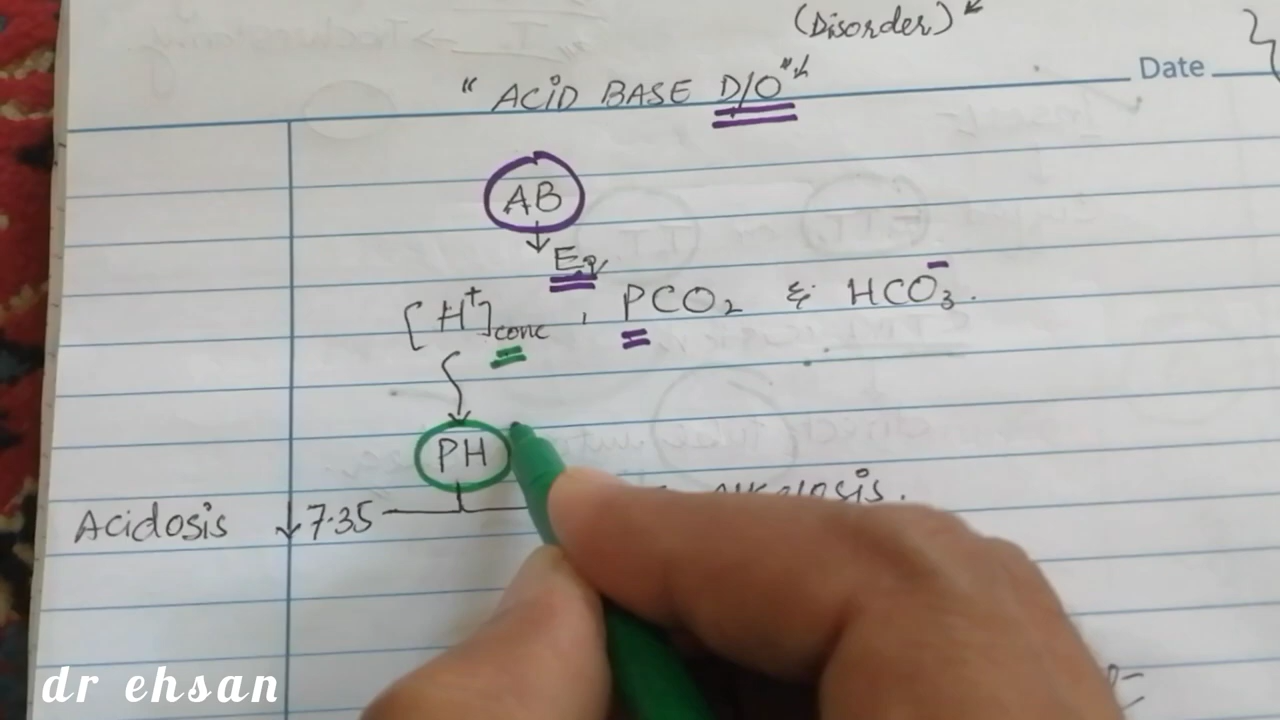 (Disorder)
Date
" ACID BASE D/O"
AB
Eq
[H⁺]conc , PCO₂ & HCO₃⁻.
PH
Acidosis ↓ 7.35
dr ehsan